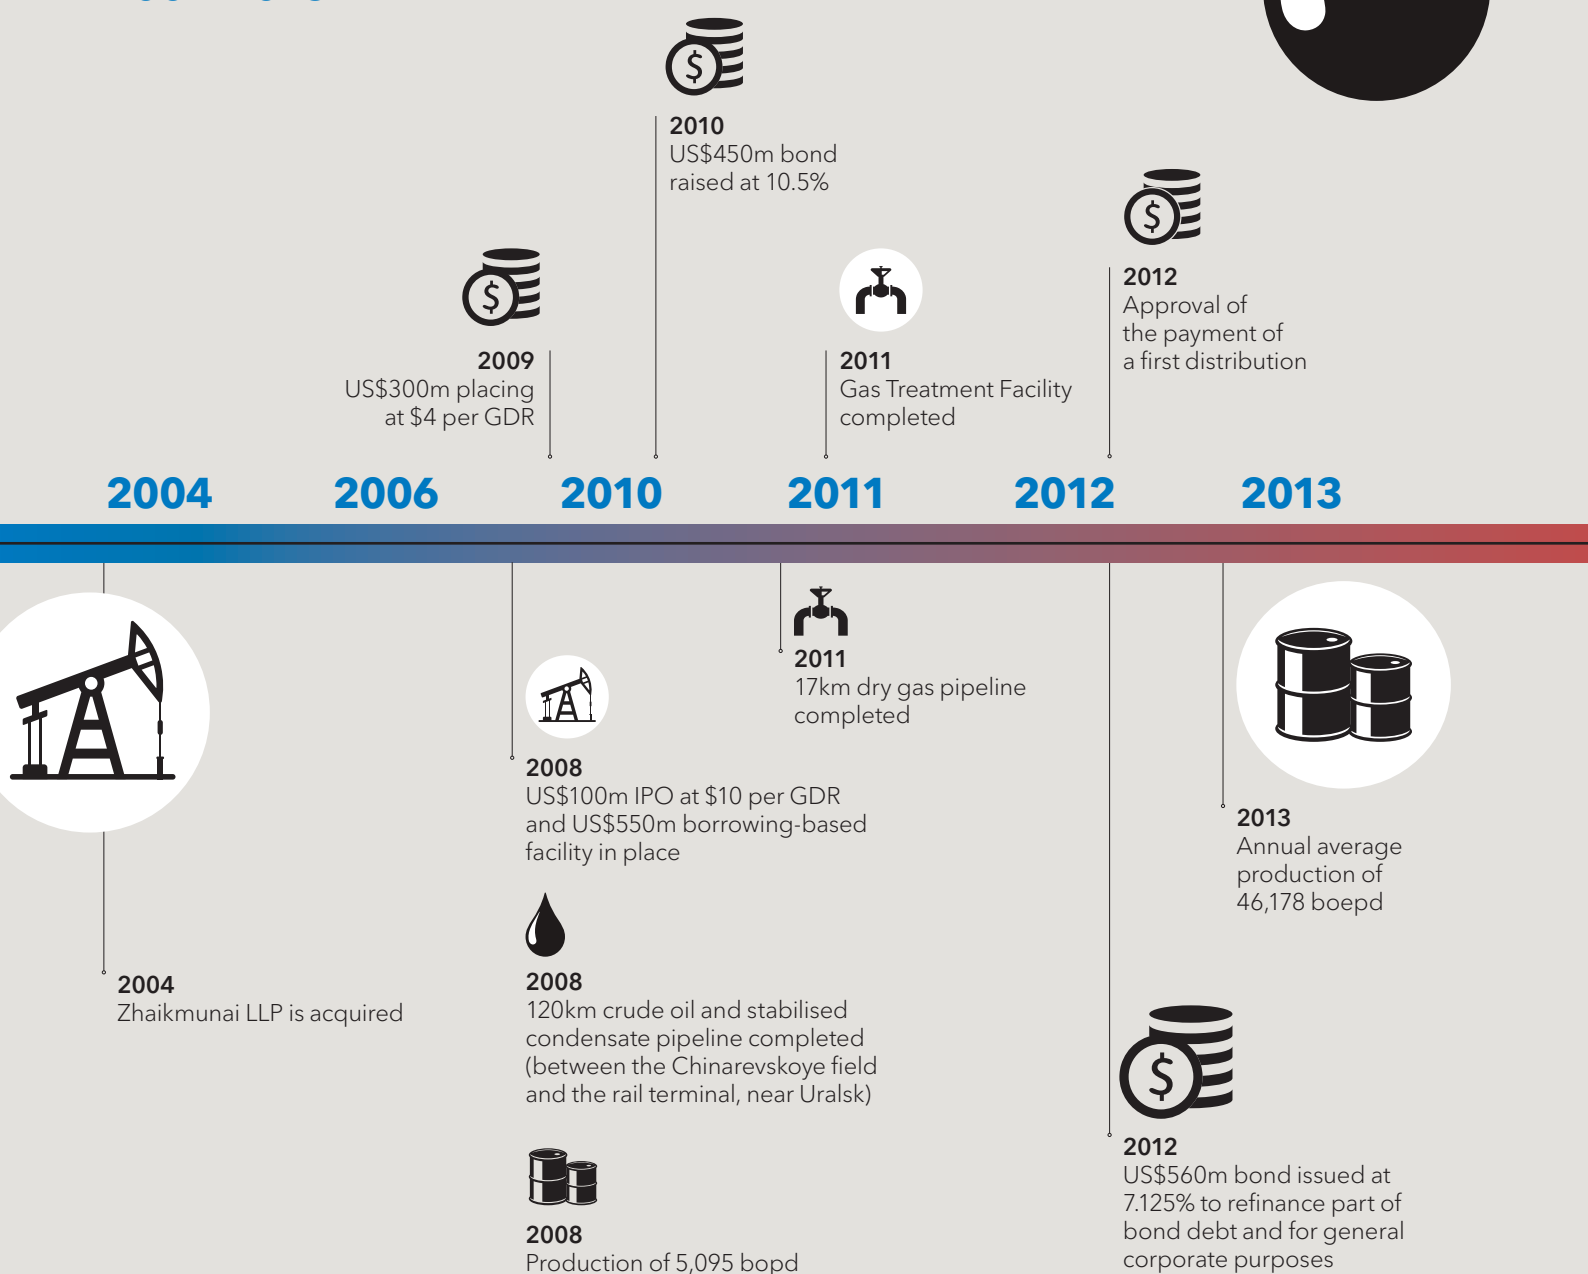 2010
US$450m bond
raised at 10.5%
2012
Approval of
the payment of
a first distribution
2009
US$300m placing
at $4 per GDR
2011
Gas Treatment Facility
completed
2004 2006 2010 2011 2012 2013
2011
17km dry gas pipeline
completed
2008
US$100m IPO at $10 per GDR
and US$550m borrowing-based
facility in place
2013
Annual average
production of
46,178 boepd
2004
Zhaikmunai LLP is acquired
2008
120km crude oil and stabilised
condensate pipeline completed
(between the Chinarevskoye field
and the rail terminal, near Uralsk)
2012
US$560m bond issued at
7.125% to refinance part of
bond debt and for general
corporate purposes
2008
Production of 5,095 bopd